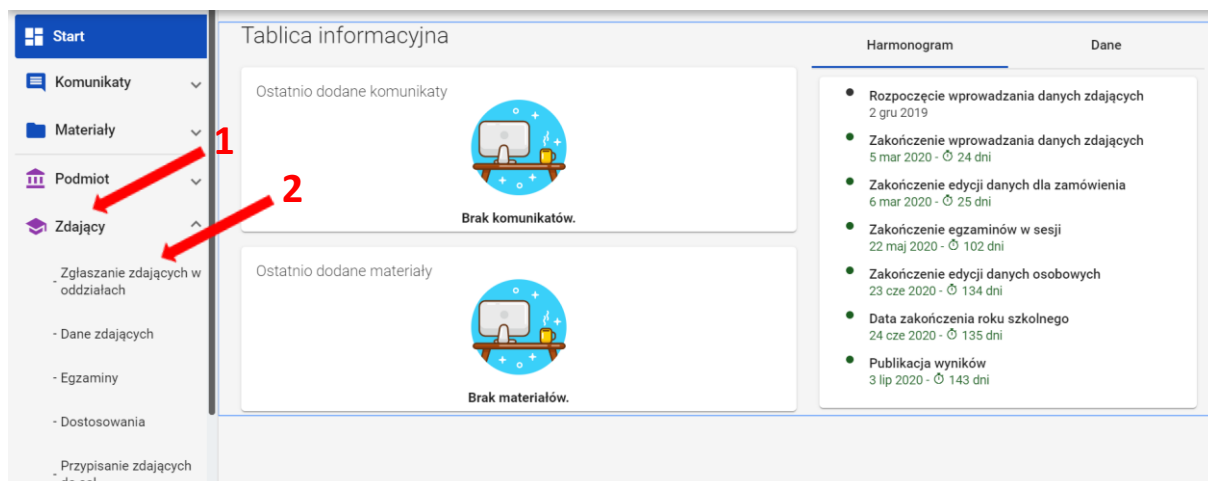 Start
Komunikaty
Materiały
1
Podmiot
2
Zdający
- Zgłaszanie zdających w
oddziałach
- Dane zdających
- Egzaminy
- Dostosowania
- Przypisanie zdających
Tablica informacyjna
Ostatnio dodane komunikaty
Brak komunikatów.
Ostatnio dodane materiały
Brak materiałów.
Harmonogram
Dane
Rozpoczęcie wprowadzania danych zdających
2 gru 2019
Zakończenie wprowadzania danych zdających
5 mar 2020 - ⏱ 24 dni
Zakończenie edycji danych dla zamówienia
6 mar 2020 - ⏱ 25 dni
Zakończenie egzaminów w sesji
22 maj 2020 - ⏱ 102 dni
Zakończenie edycji danych osobowych
23 cze 2020 - ⏱ 134 dni
Data zakończenia roku szkolnego
24 cze 2020 - ⏱ 135 dni
Publikacja wyników
3 lip 2020 - ⏱ 143 dni